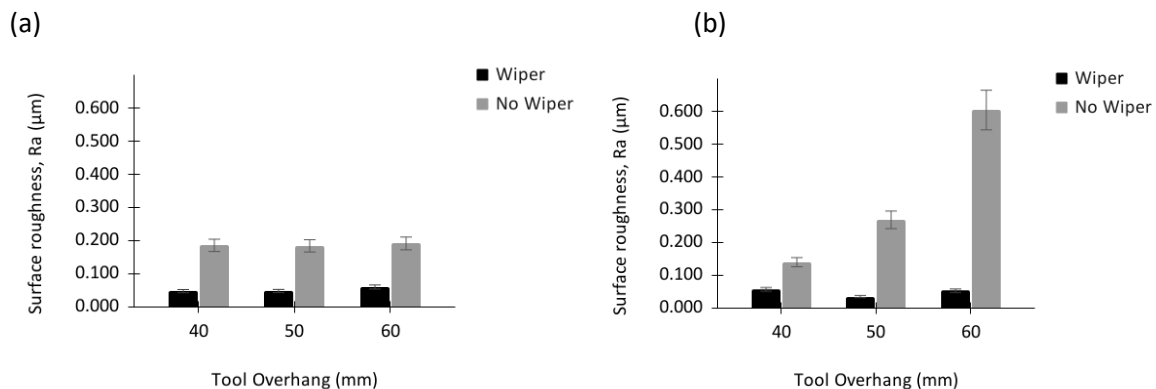 (a)
Wiper
No Wiper
Surface roughness, Ra (µm)
0.600
0.500
0.400
0.300
0.200
0.100
0.000
40 50 60
Tool Overhang (mm)
(b)
Wiper
No Wiper
Surface roughness, Ra (µm)
0.600
0.500
0.400
0.300
0.200
0.100
0.000
40 50 60
Tool Overhang (mm)